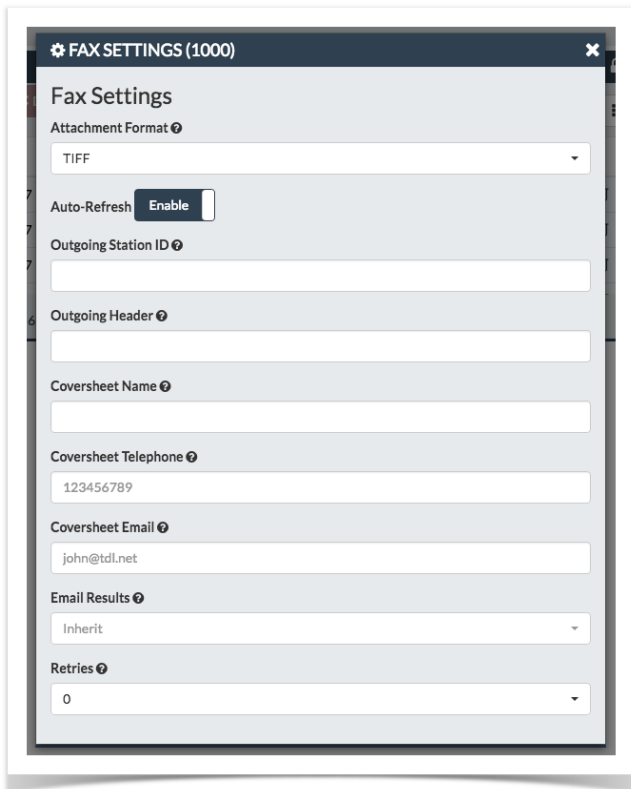 FAX SETTINGS (1000)
Fax Settings
Attachment Format
TIFF
Auto-Refresh Enable
Outgoing Station ID
Outgoing Header
Coversheet Name
Coversheet Telephone
123456789
Coversheet Email
john@tdl.net
Email Results
Inherit
Retries
0